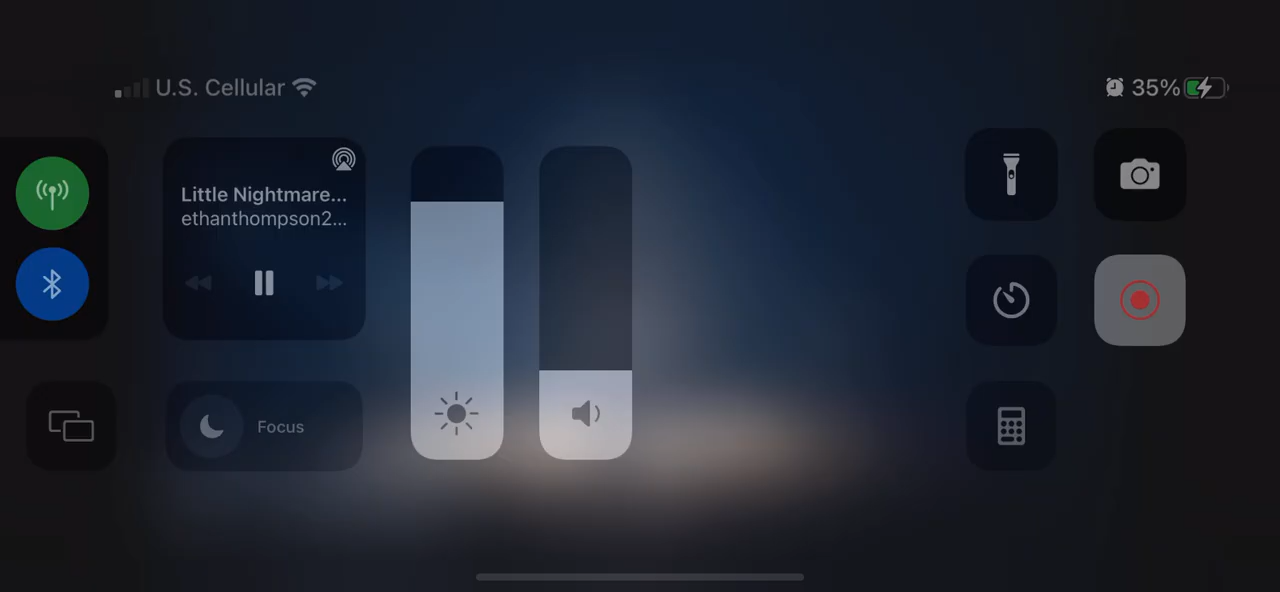 U.S. Cellular
35%
Little Nightmare...
ethanthompson2...
Focus